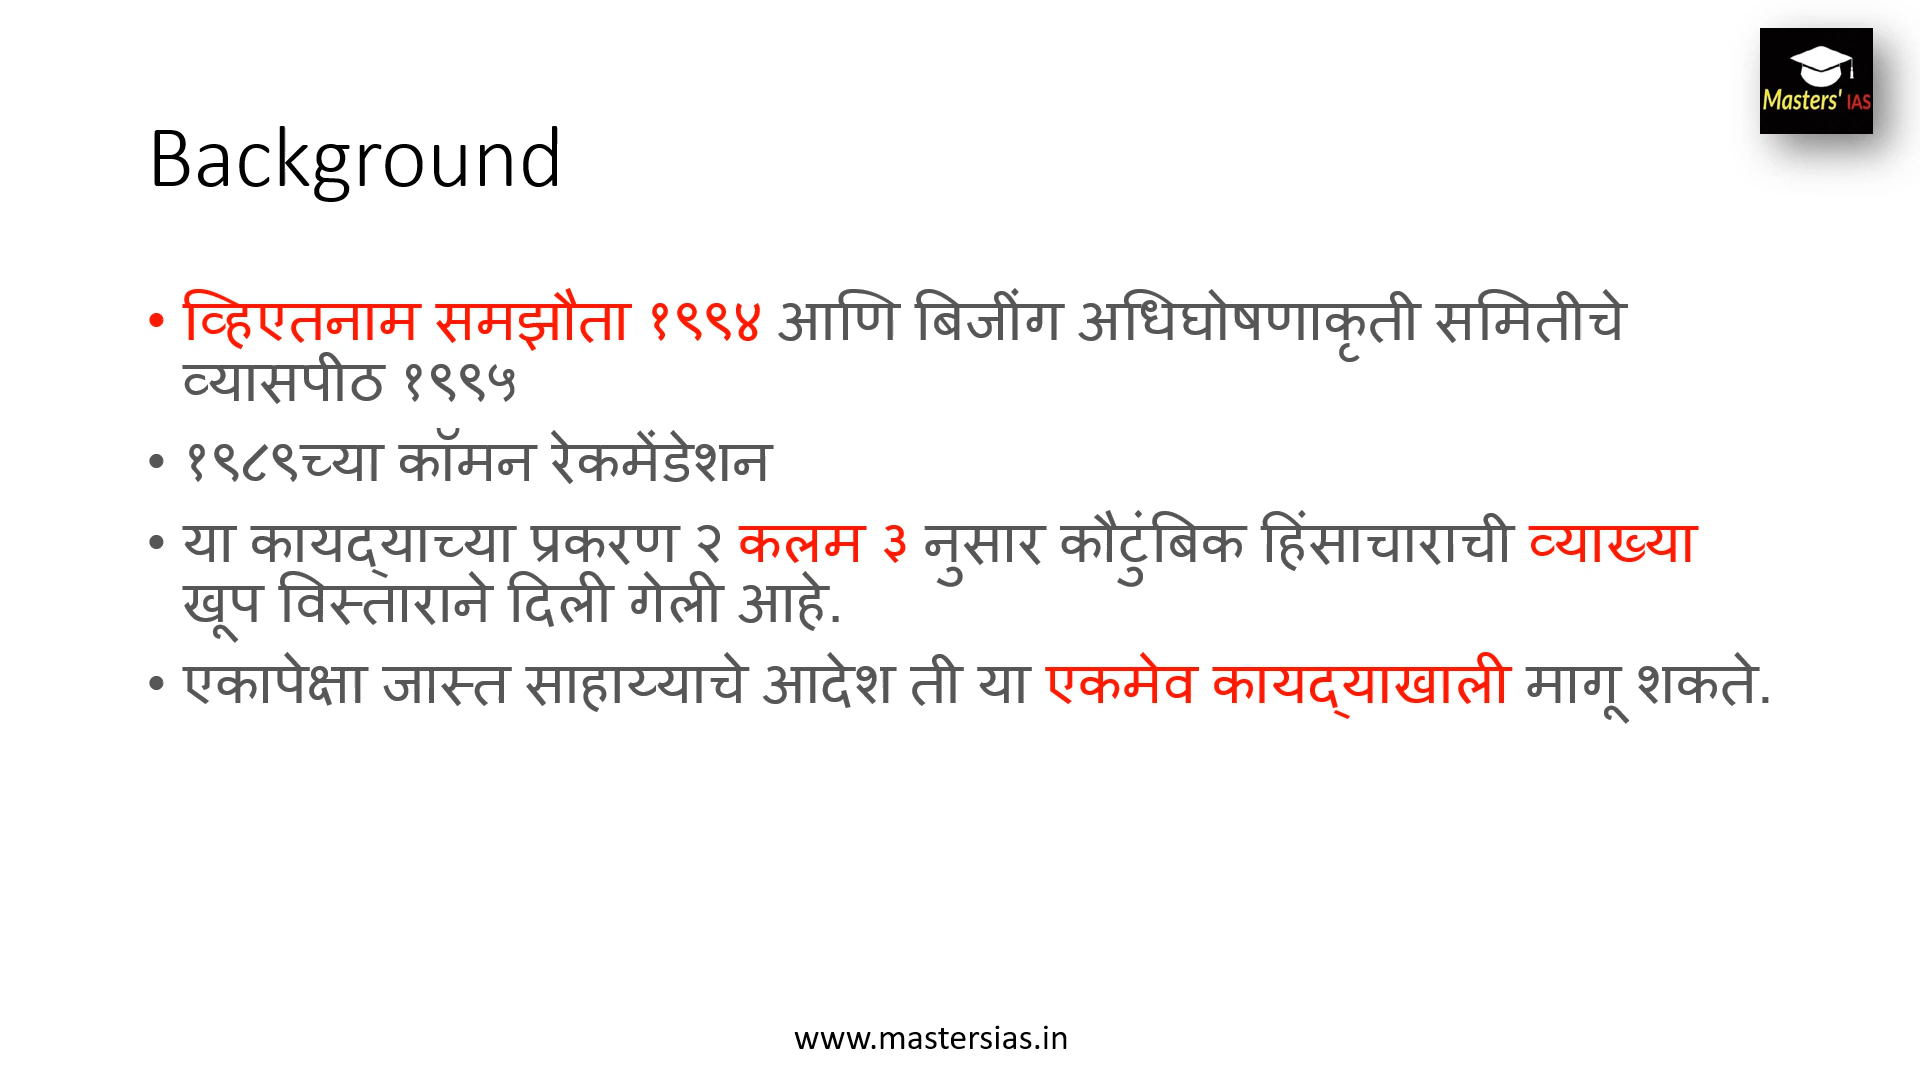 Masters' IAS
Background
• व्हिएतनाम समझौता १९९४ आणि बिजींग अधिघोषणाकृती समितीचे
व्यासपीठ १९९५
• १९८९च्या कॉमन रेकमेंडेशन
• या कायद्याच्या प्रकरण २ कलम ३ नुसार कौटुंबिक हिंसाचाराची व्याख्या
खूप विस्ताराने दिली गेली आहे.
• एकापेक्षा जास्त साहाय्याचे आदेश ती या एकमेव कायद्याखाली मागू शकते.
www.mastersias.in